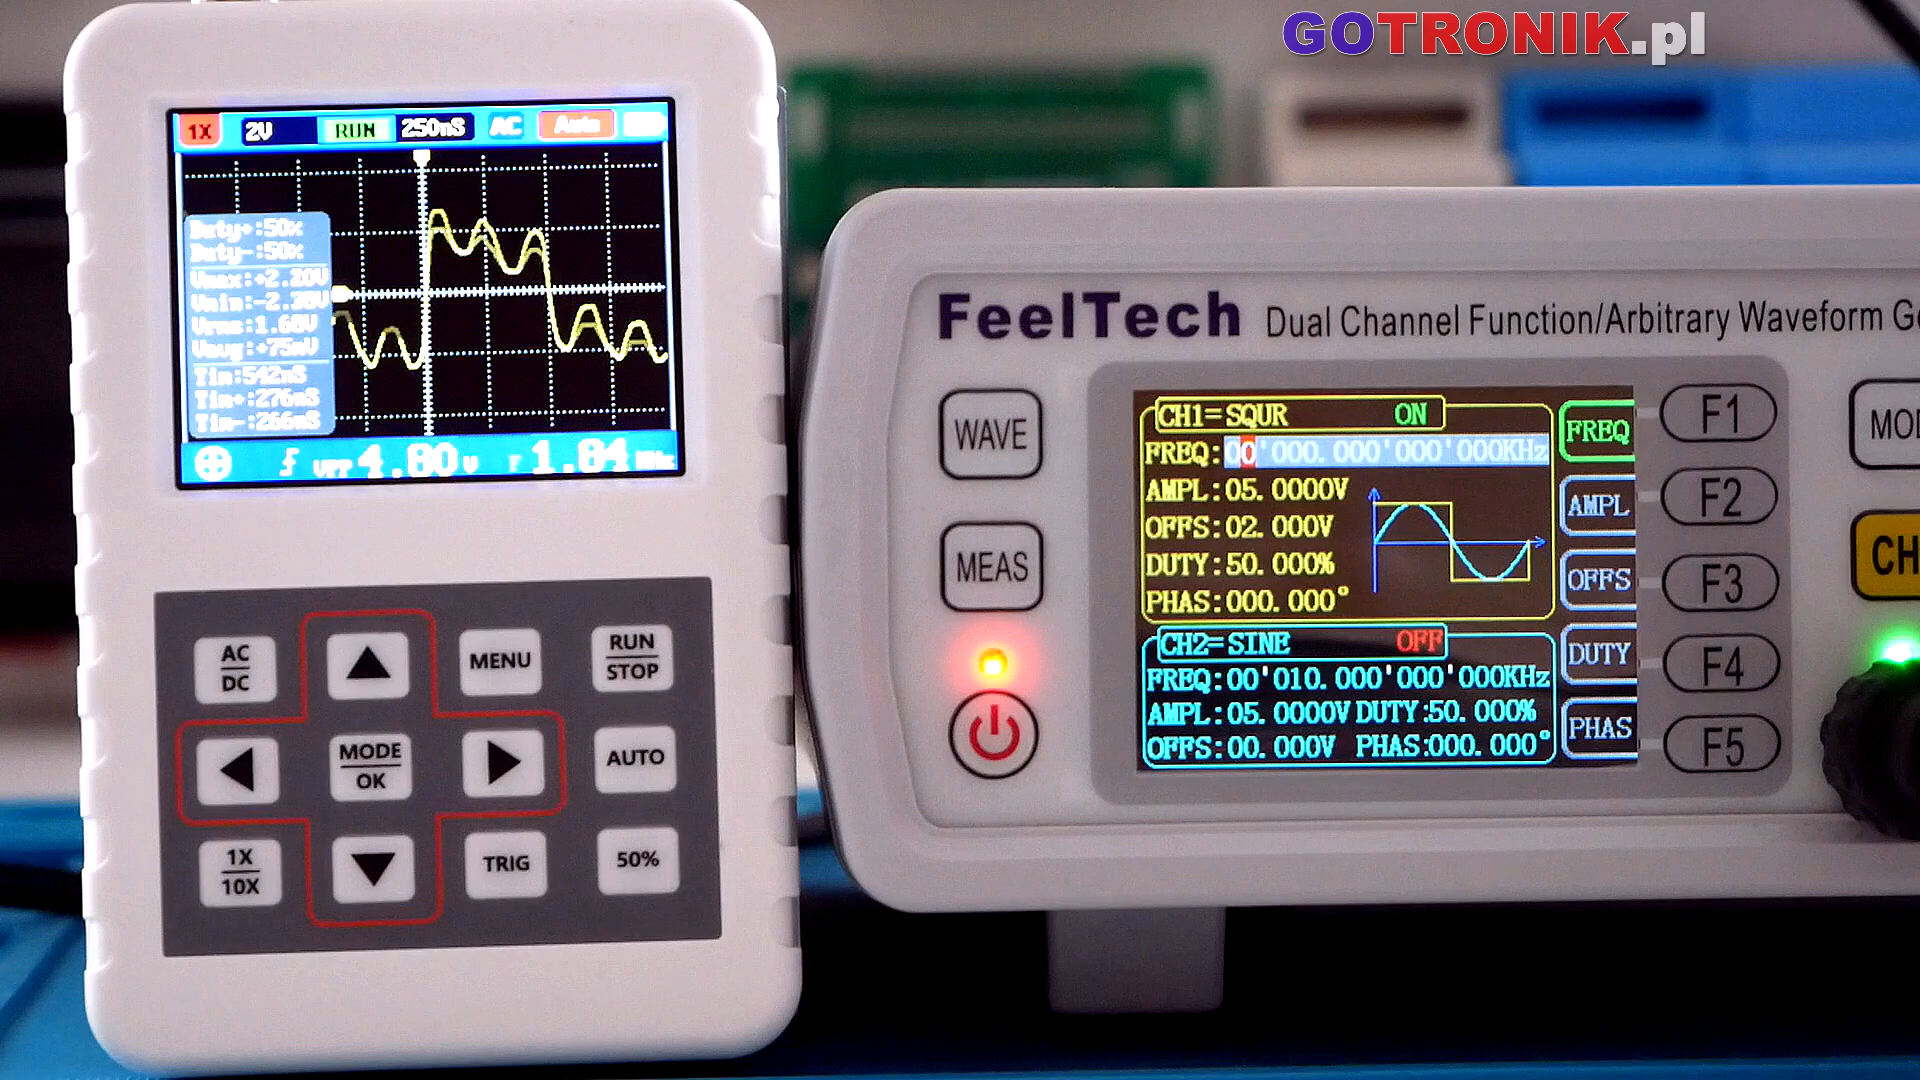 GOTRONIK.pl
1X 2V RUN 250nS AC Auto
Duty+:50%
Duty-:50%
Vmax:+2.20V
Vmin:-2.38V
Vrms:1.68V
Vavg:+75mV
Tim:542nS
Tim+:276nS
Tim-:266nS
VPP 4.80V F 1.84 MHz
AC
DC
MENU
RUN
STOP
MODE
OK
AUTO
1X
10X
TRIG
50%
FeelTech Dual Channel Function/Arbitrary Waveform
WAVE
MEAS
CH1=SQUR ON
FREQ:00'000.000'000'000KHz
AMPL:05.0000V
OFFS:02.000V
DUTY:50.000%
PHAS:000.000°
CH2=SINE OFF
FREQ:00'010.000'000'000KHz
AMPL:05.0000V DUTY:50.000%
OFFS:00.000V PHAS:000.000°
FREQ
AMPL
OFFS
DUTY
PHAS
F1
F2
F3
F4
F5
CH